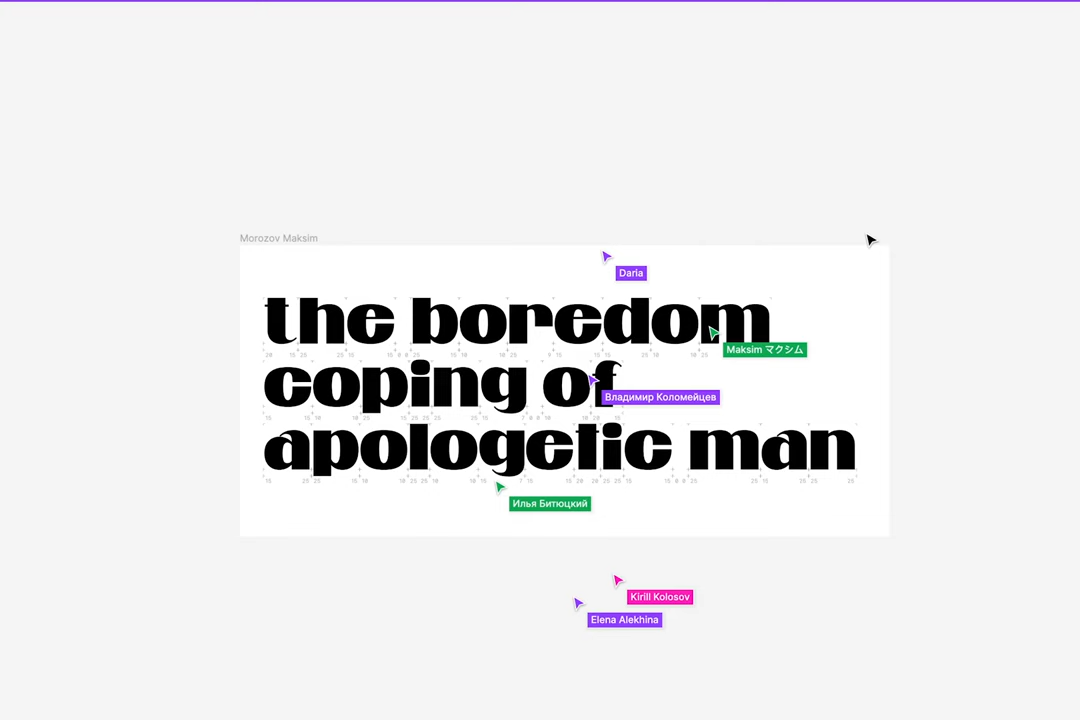 Morozov Maksim
Daria
the boredom
Maksim マクシム
coping of
Владимир Коломейцев
apologetic man
Илья Битюцкий
Kirill Kolosov
Elena Alekhina